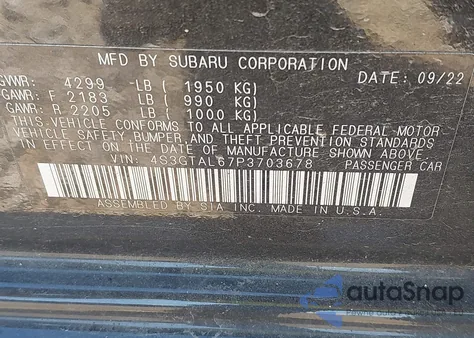 MFD BY SUBARU CORPORATION
DATE: 09/22
GVWR: 4299 -LB ( 1950 KG)
GAWR: F 2183 -LB ( 990 KG)
GAWR: R 2205 LB ( 1000 KG)
THIS VEHICLE CONFORMS TO ALL APPLICABLE FEDERAL MOTOR
VEHICLE SAFETY, BUMPER, AND THEFT PREVENTION STANDARDS
IN EFFECT ON THE DATE OF MANUFACTURE SHOWN ABOVE.
VIN: 4S3GTAL67P3703678 PASSENGER CAR
ASSEMBLED BY SIA INC. MADE IN U.S.A.
autoSnap